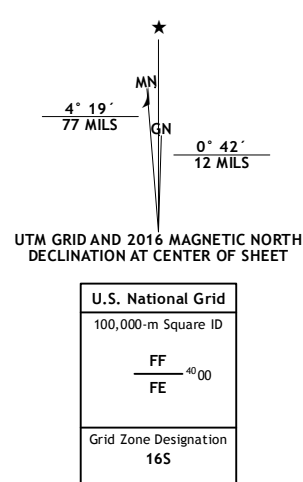 MN
4° 19´
77 MILS
GN
0° 42´
12 MILS
UTM GRID AND 2016 MAGNETIC NORTH
DECLINATION AT CENTER OF SHEET
U.S. National Grid
100,000-m Square ID
FF
4000
FE
Grid Zone Designation
16S